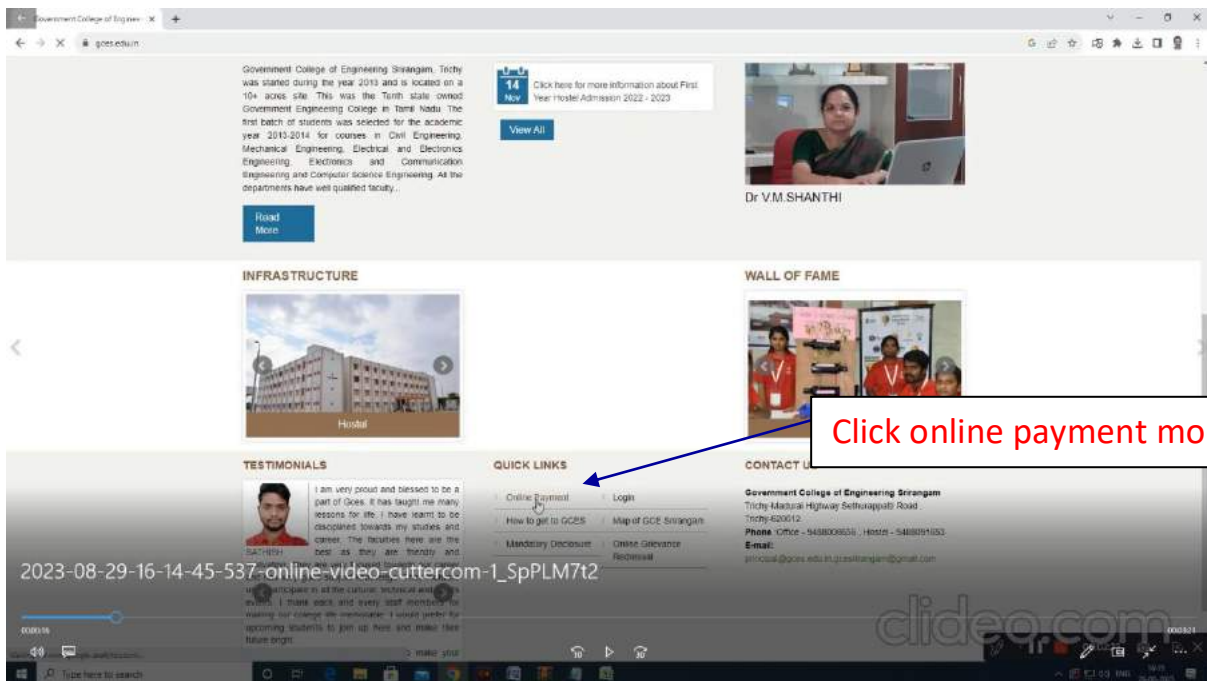 Government College of Enginee
gces.edu.in
Government College of Engineering Srirangam, Trichy
was started during the year 2013 and is located on a
10+ acres site. This was the Tenth state owned
Government Engineering College in Tamil Nadu. The
first batch of students was selected for the academic
year 2013-2014 for courses in Civil Engineering,
Mechanical Engineering, Electrical and Electronics
Engineering, Electronics and Communication
Engineering and Computer Science Engineering. All the
departments have well qualified faculty...
Read
More
14
Nov
Click here for more information about First
Year Hostel Admission 2022 - 2023
View All
Dr V.M.SHANTHI
INFRASTRUCTURE
Hostel
WALL OF FAME
Click online payment mo
TESTIMONIALS
I am very proud and blessed to be a
part of Gces. It has taught me many
lessons for life. I have learnt to be
disciplined towards my studies and
career. The faculties here are the
best as they are friendly and
SATHISH
QUICK LINKS
Online Payment
Login
How to get to GCES
Map of GCE Srirangam
Mandatory Disclosure
Online Grievance
Redressal
CONTACT US
Government College of Engineering Srirangam
Trichy-Madurai Highway Sethurappatti Road,
Trichy-620012
Phone
E-mail:
2023-08-29-16-14-45-537-online-video-cuttercom-1_SpPLM7t2
participate in all the cultural, technical and
events. I thank each and every staff members for
making our college life memorable. I would prefer for
upcoming students to join up here and make their
future bright
clideo.com
10
30
Type here to search